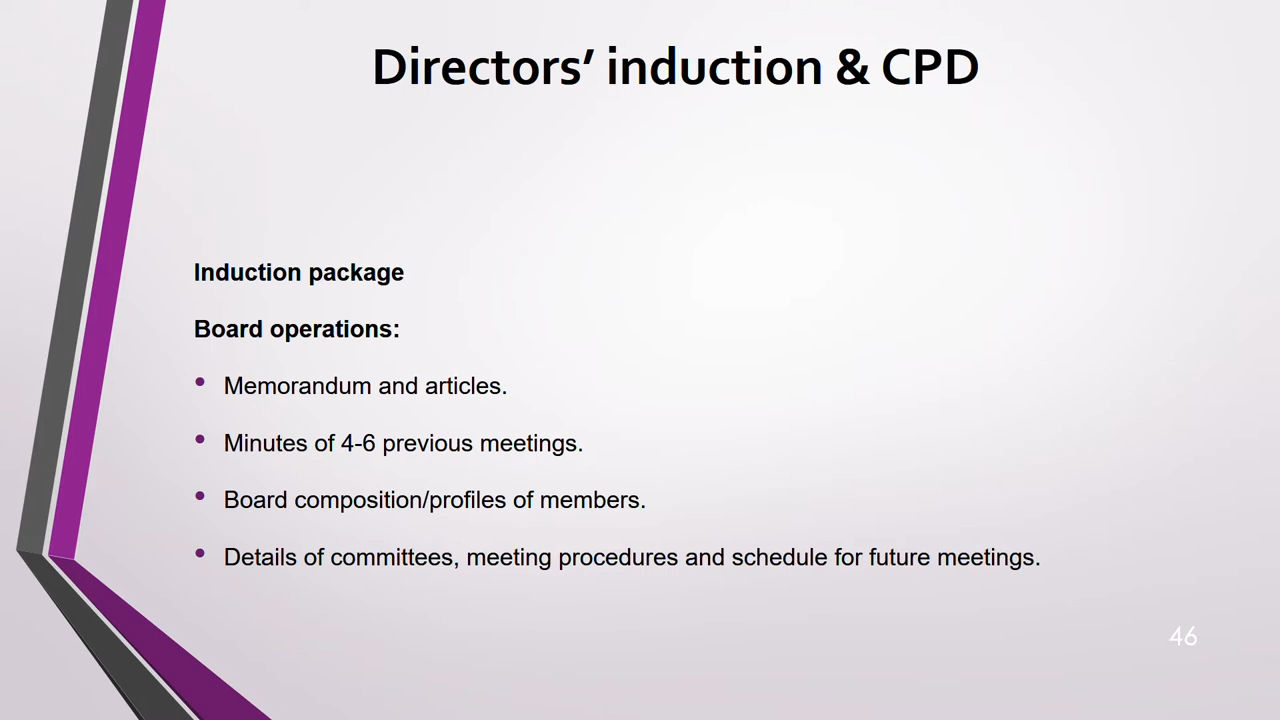 Directors’ induction & CPD
Induction package
Board operations:
• Memorandum and articles.
• Minutes of 4-6 previous meetings.
• Board composition/profiles of members.
• Details of committees, meeting procedures and schedule for future meetings.
46